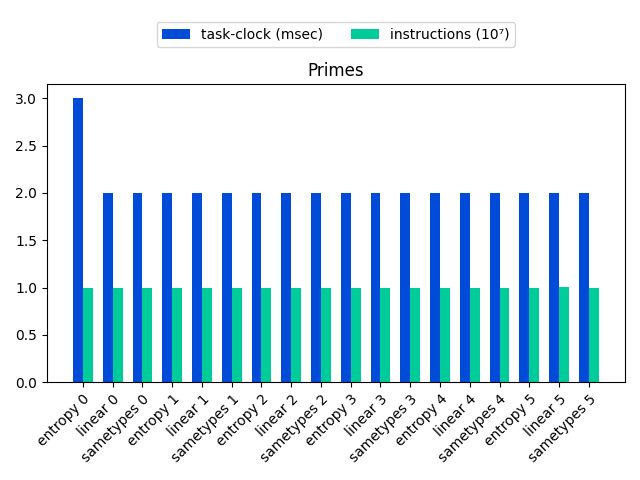 task-clock (msec)
instructions (10⁷)
Primes
3.0
2.5
2.0
1.5
1.0
0.5
0.0
entropy 0
linear 0
sametypes 0
entropy 1
linear 1
sametypes 1
entropy 2
linear 2
sametypes 2
entropy 3
linear 3
sametypes 3
entropy 4
linear 4
sametypes 4
entropy 5
linear 5
sametypes 5